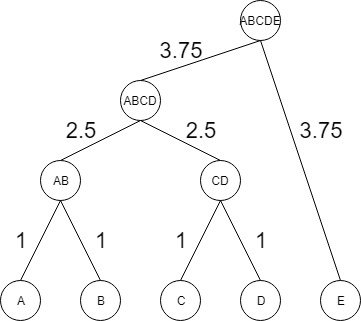 ABCDE
3.75
ABCD
2.5 2.5 3.75
AB CD
1 1 1 1
A B C D E